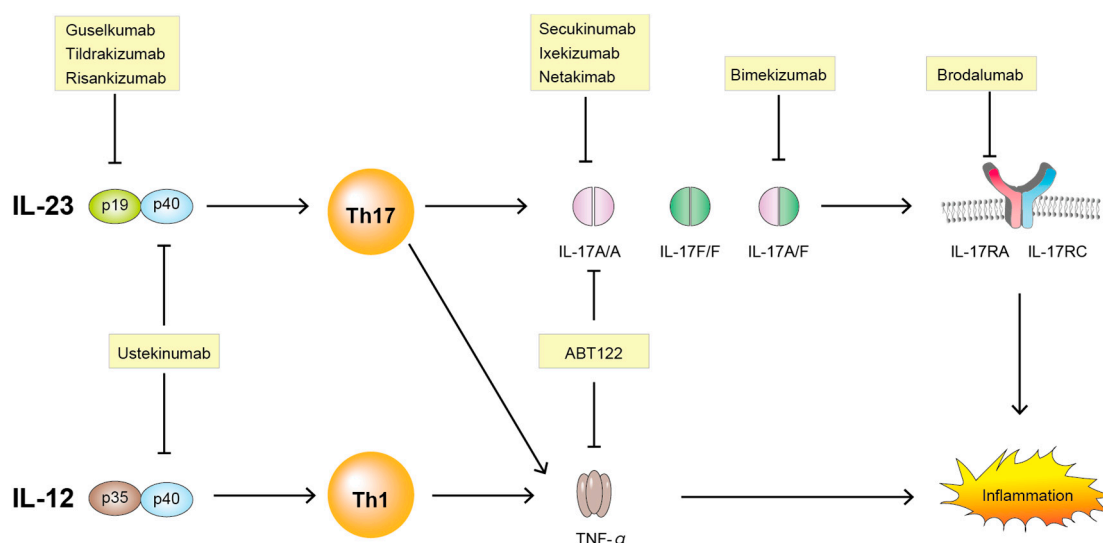 Guselkumab
Tildrakizumab
Risankizumab
Secukinumab
Ixekizumab
Netakimab
Bimekizumab
Brodalumab
IL-23
p19
p40
Th17
IL-17A/A
IL-17F/F
IL-17A/F
IL-17RA
IL-17RC
Ustekinumab
ABT122
IL-12
p35
p40
Th1
TNF-α
Inflammation